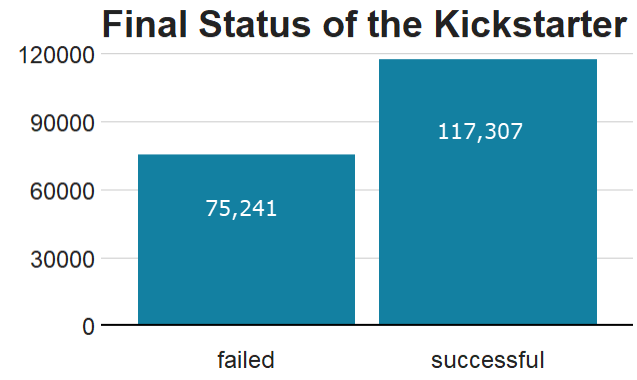 Final Status of the Kickstarter
120000
90000
60000
30000
0
117,307
75,241
failed
successful